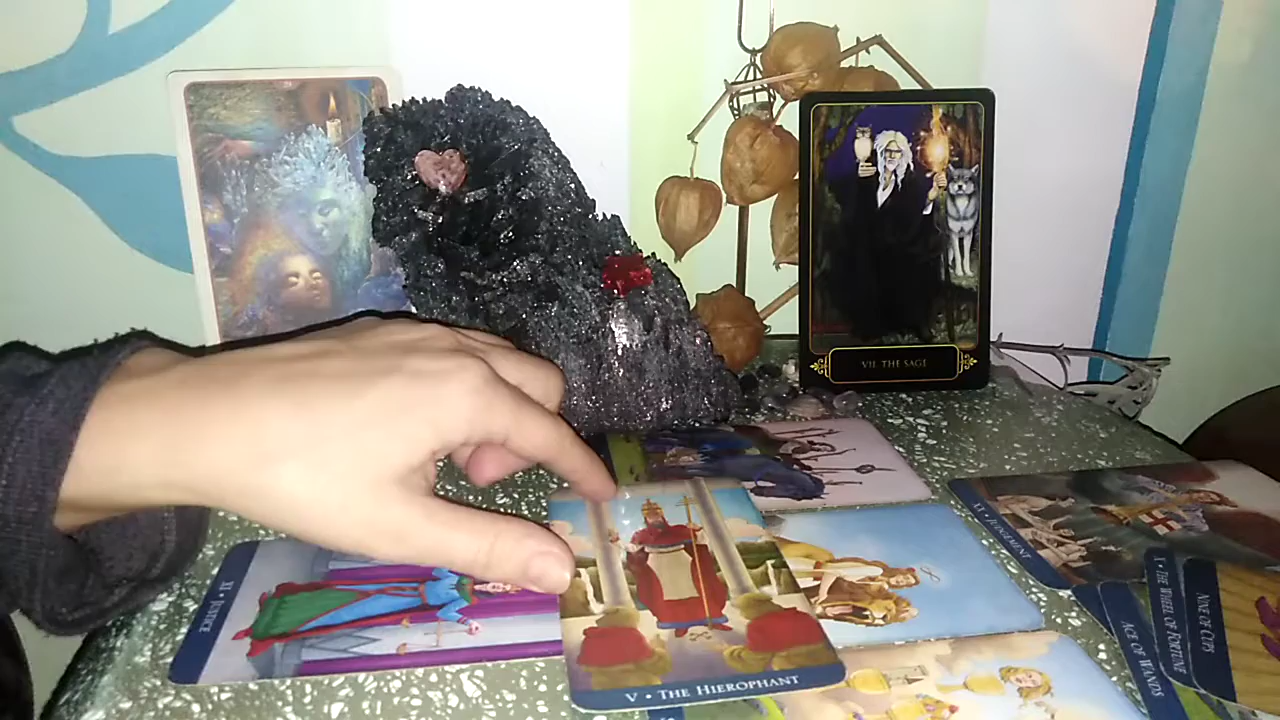 VII. THE SAGE
XX • JUDGEMENT
XI • JUSTICE
V • THE HIEROPHANT
ACE OF WANDS
X • THE WHEEL OF FORTUNE
NINE OF CUPS